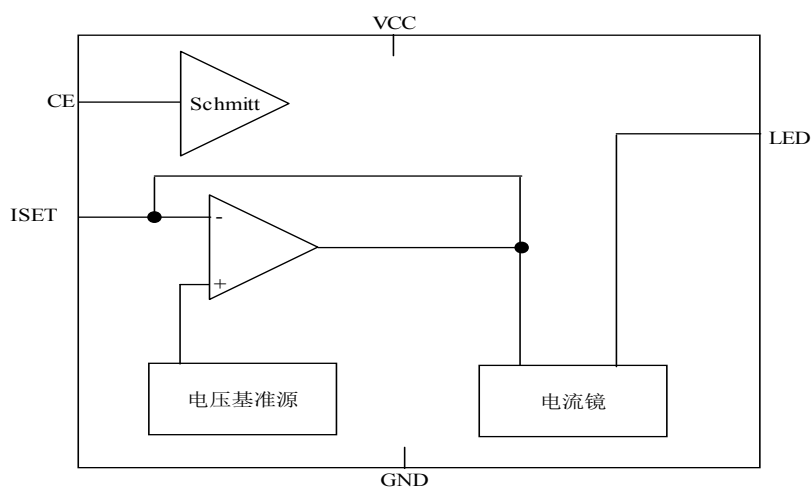 VCC
CE
Schmitt
LED
ISET
-
+
电压基准源
电流镜
GND